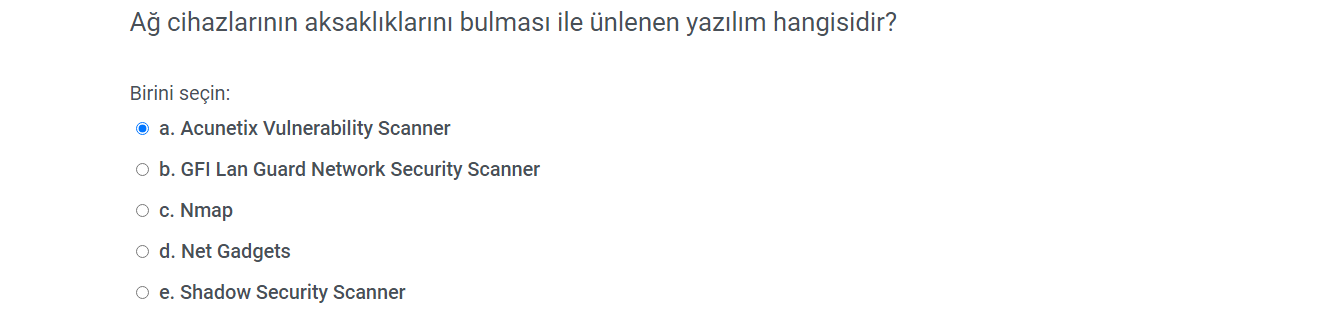 Ağ cihazlarının aksaklıklarını bulması ile ünlenen yazılım hangisidir?
Birini seçin:
a. Acunetix Vulnerability Scanner
b. GFI Lan Guard Network Security Scanner
c. Nmap
d. Net Gadgets
e. Shadow Security Scanner